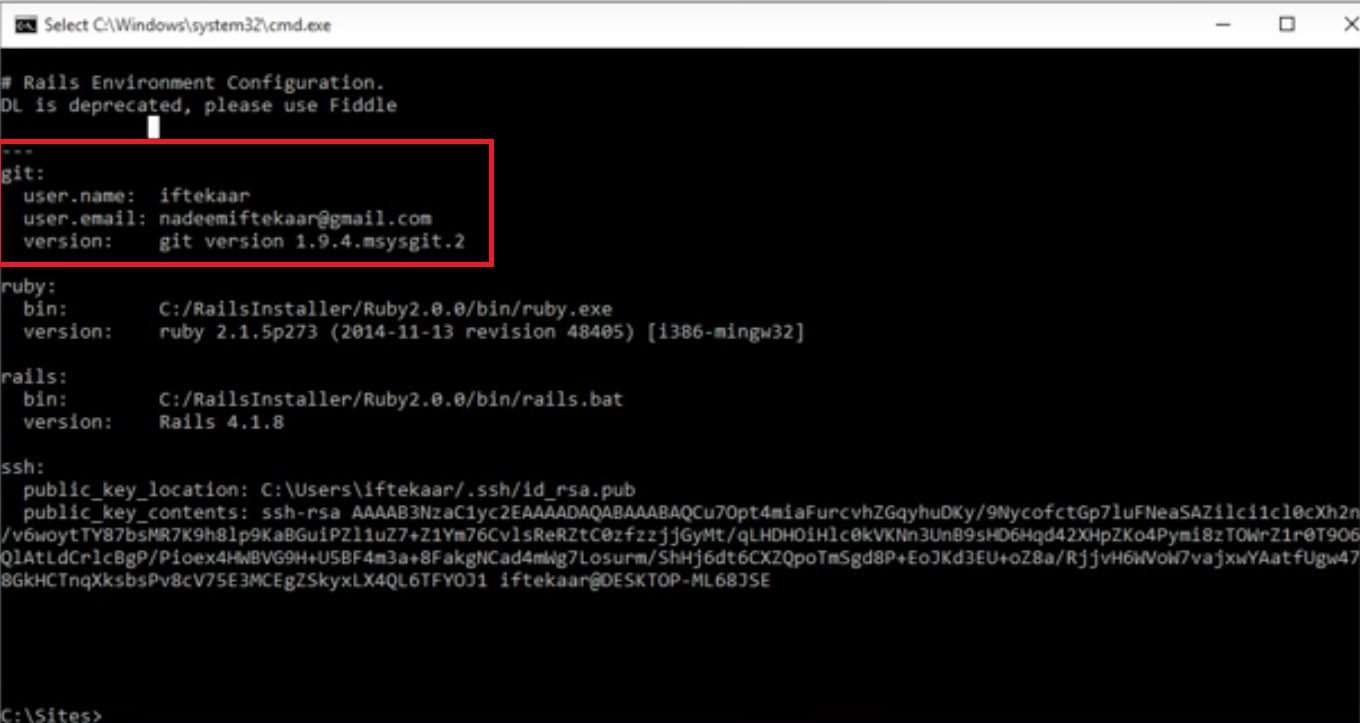 Select C:\Windows\system32\cmd.exe
# Rails Environment Configuration.
DL is deprecated, please use Fiddle
---
git:
  user.name:  iftekaar
  user.email: nadeemiftekaar@gmail.com
  version:    git version 1.9.4.msysgit.2
ruby:
  bin:        C:/RailsInstaller/Ruby2.0.0/bin/ruby.exe
  version:    ruby 2.1.5p273 (2014-11-13 revision 48405) [i386-mingw32]
rails:
  bin:        C:/RailsInstaller/Ruby2.0.0/bin/rails.bat
  version:    Rails 4.1.8
ssh:
  public_key_location: C:\Users\iftekaar/.ssh/id_rsa.pub
  public_key_contents: ssh-rsa AAAAB3NzaC1yc2EAAAADAQABAAABAQCu7Opt4miaFurcvhZGqyhuDKy/9NycofctGp7luFNeaSAZilci1cl0cXh2n
/v6woytTY87bsMR7K9h8lp9KaBGuiPZl1uZ7+Z1Ym76CvlsReRZtC0zfzzjjGyMt/qLHDHOiHlc0kVKNn3UnB9sHD6Hqd42XHpZKo4Pymi8zTOWrZ1r0T9O6
QlAtLdCrlcBgP/Pioex4HWBVG9H+U5BF4m3a+8FakgNCad4mWg7Losurm/ShHj6dt6CXZQpoTmSgd8P+EoJKd3EU+oZ8a/RjjvH6WVoW7vajxwYAatfUgw47
8GkHCTnqXksbsPv8cV75E3MCEgZSkyxLX4QL6TFYOJ1 iftekaar@DESKTOP-ML68JSE
C:\Sites>